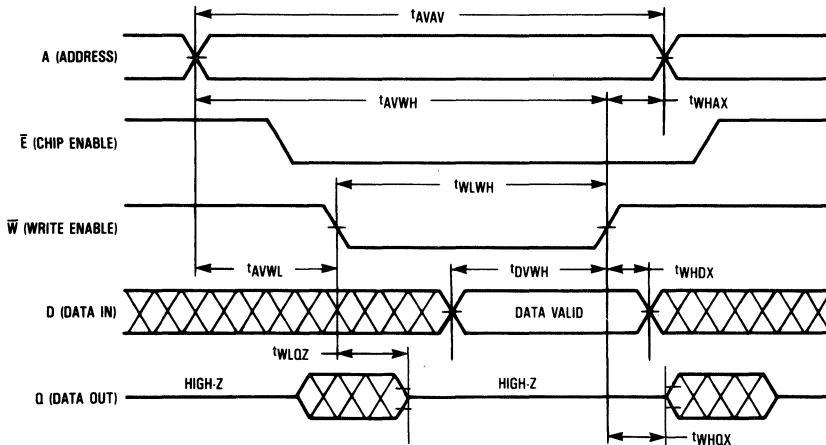 tAVAV
A (ADDRESS)
tAVWH
tWHAX
E̅ (CHIP ENABLE)
tWLWH
W̅ (WRITE ENABLE)
tAVWL
tDVWH
tWHDX
D (DATA IN)
DATA VALID
tWLQZ
HIGH-Z
HIGH-Z
Q (DATA OUT)
tWHQX